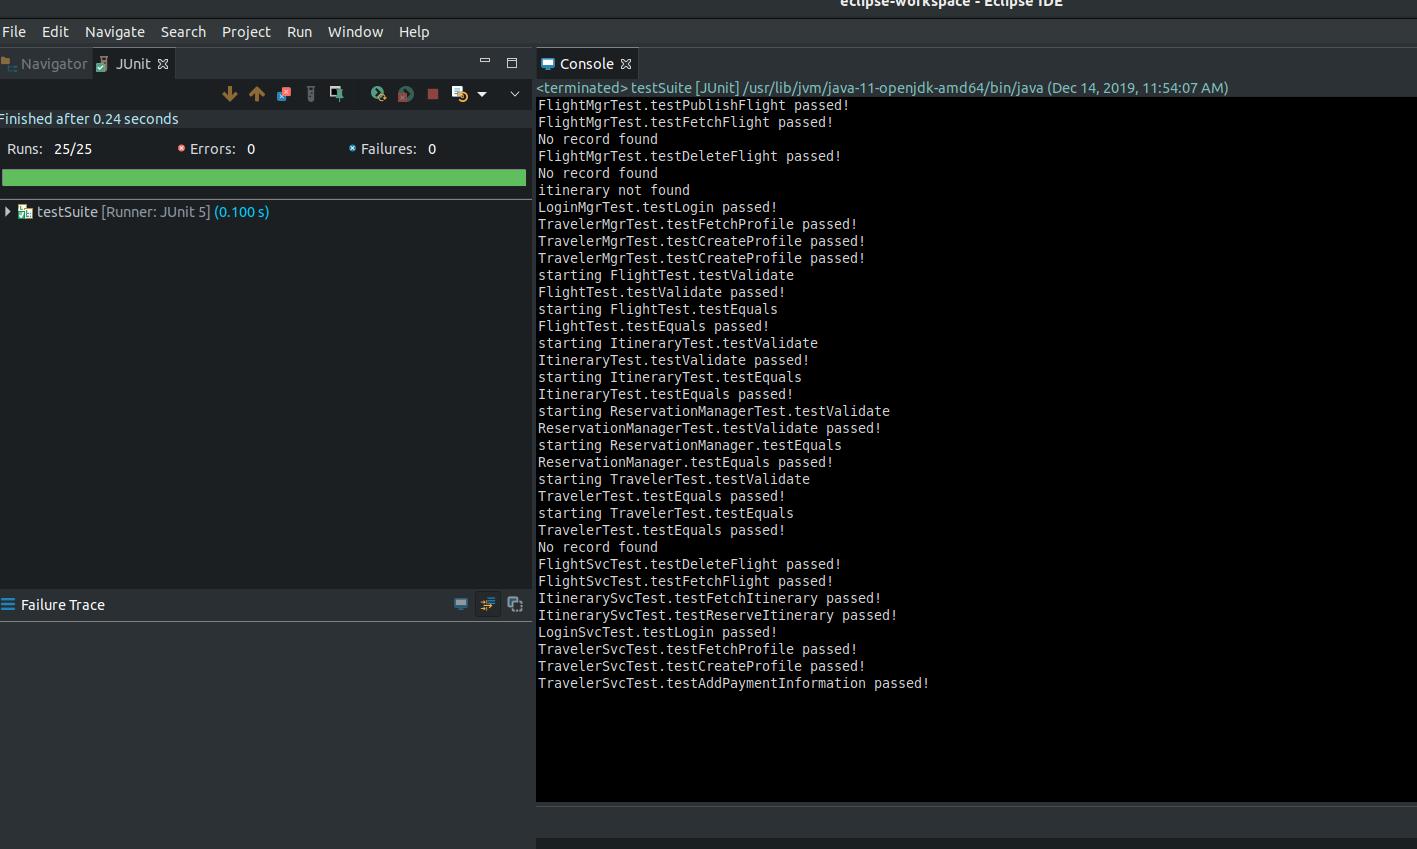 eclipse-workspace - Eclipse IDE
File Edit Navigate Search Project Run Window Help
Navigator JUnit
Finished after 0.24 seconds
Runs: 25/25 Errors: 0 Failures: 0
testSuite [Runner: JUnit 5] (0.100 s)
Failure Trace
Console
<terminated> testSuite [JUnit] /usr/lib/jvm/java-11-openjdk-amd64/bin/java (Dec 14, 2019, 11:54:07 AM)
FlightMgrTest.testPublishFlight passed!
FlightMgrTest.testFetchFlight passed!
No record found
FlightMgrTest.testDeleteFlight passed!
No record found
itinerary not found
LoginMgrTest.testLogin passed!
TravelerMgrTest.testFetchProfile passed!
TravelerMgrTest.testCreateProfile passed!
TravelerMgrTest.testCreateProfile passed!
starting FlightTest.testValidate
FlightTest.testValidate passed!
starting FlightTest.testEquals
FlightTest.testEquals passed!
starting ItineraryTest.testValidate
ItineraryTest.testValidate passed!
starting ItineraryTest.testEquals
ItineraryTest.testEquals passed!
starting ReservationManagerTest.testValidate
ReservationManagerTest.testValidate passed!
starting ReservationManager.testEquals
ReservationManager.testEquals passed!
starting TravelerTest.testValidate
TravelerTest.testEquals passed!
starting TravelerTest.testEquals
TravelerTest.testEquals passed!
No record found
FlightSvcTest.testDeleteFlight passed!
FlightSvcTest.testFetchFlight passed!
ItinerarySvcTest.testFetchItinerary passed!
ItinerarySvcTest.testReserveItinerary passed!
LoginSvcTest.testLogin passed!
TravelerSvcTest.testFetchProfile passed!
TravelerSvcTest.testCreateProfile passed!
TravelerSvcTest.testAddPaymentInformation passed!